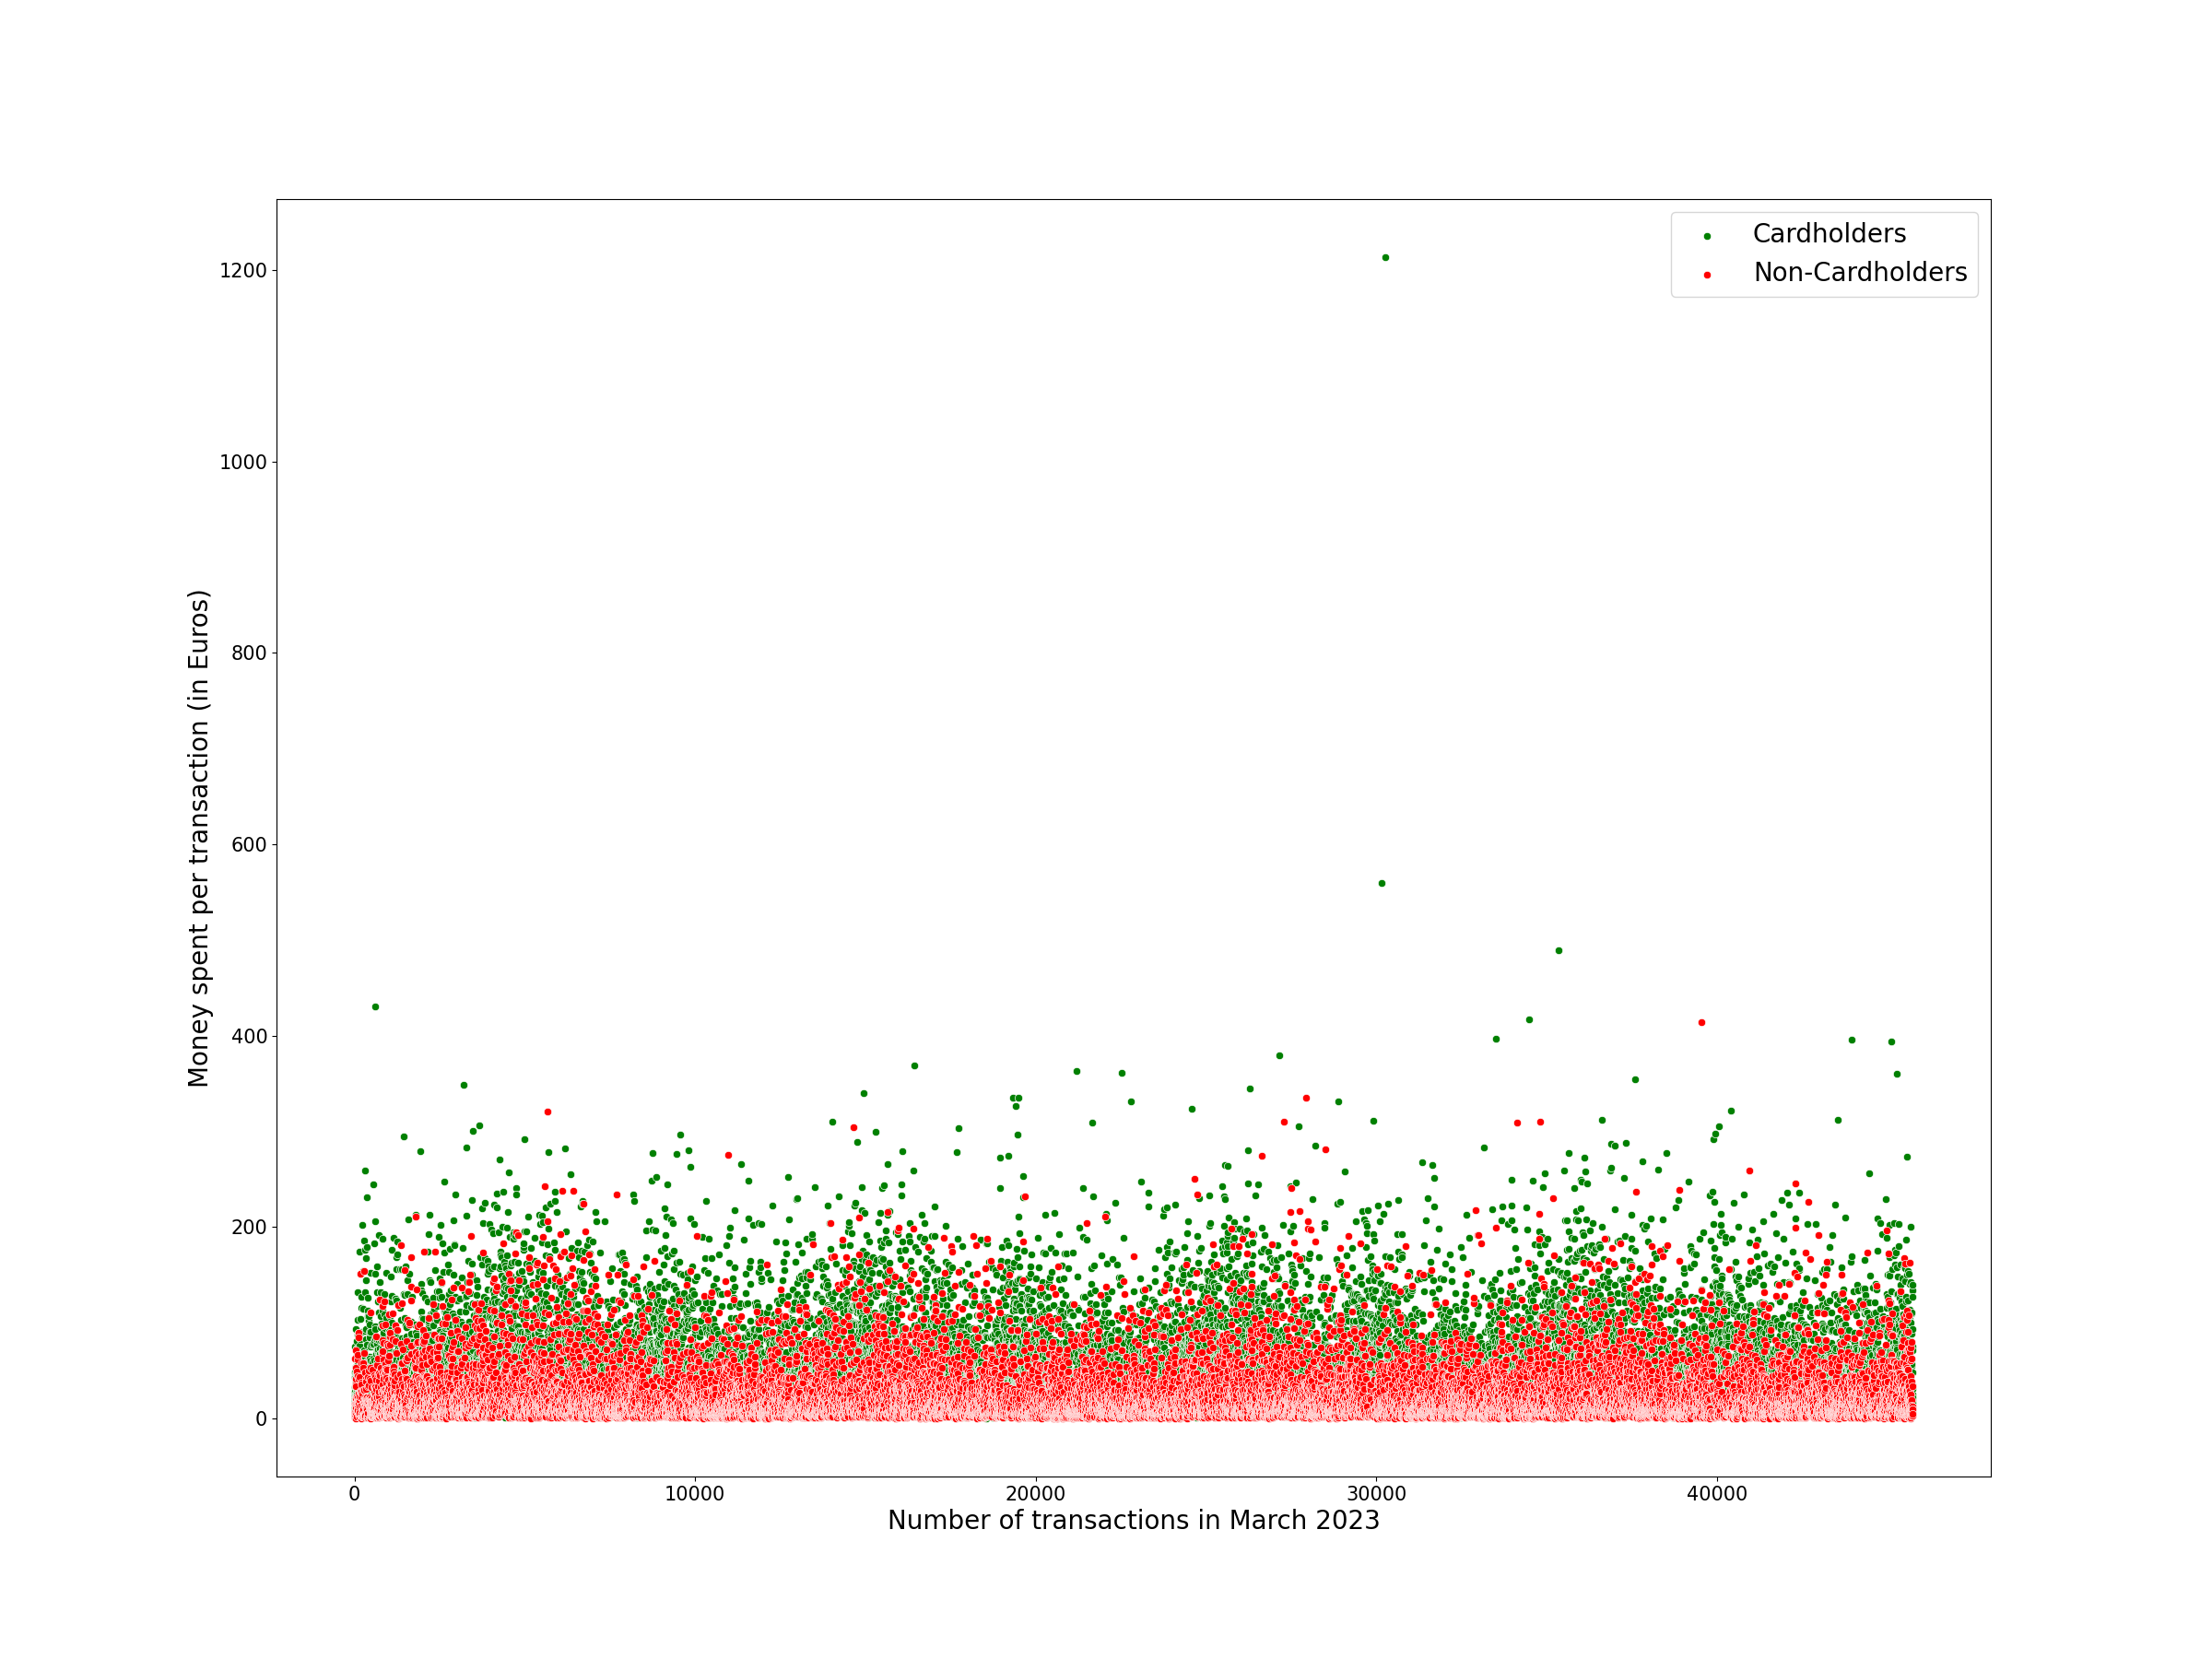 Cardholders
Non-Cardholders
1200
1000
800
600
400
200
0
Money spent per transaction (in Euros)
0 10000 20000 30000 40000
Number of transactions in March 2023